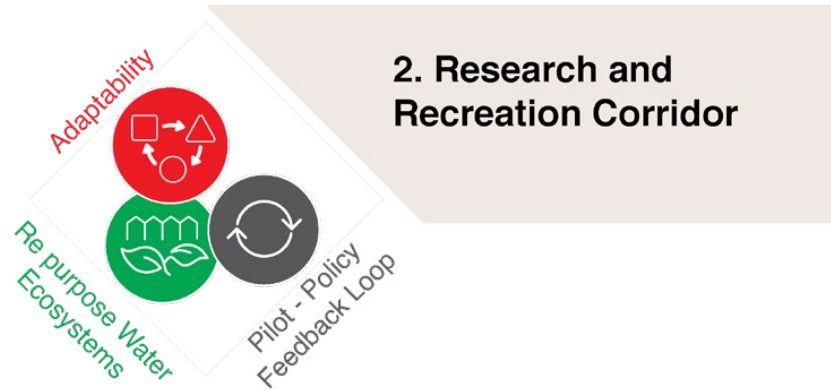 2. Research and
Recreation Corridor
Adaptability
Re purpose Water
Ecosystems
Pilot - Policy
Feedback Loop